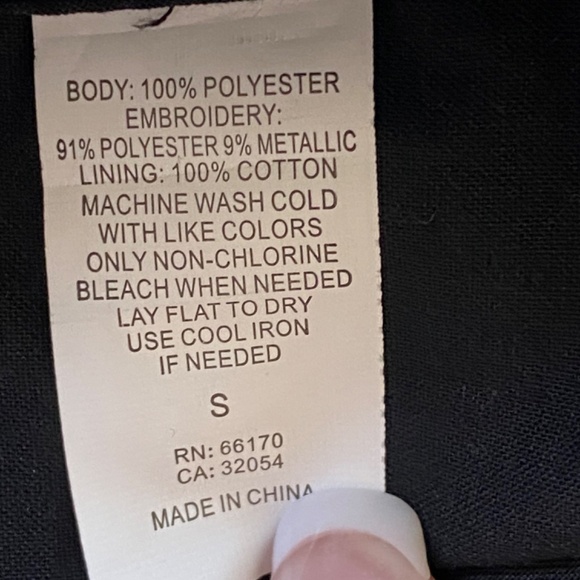 BODY: 100% POLYESTER
EMBROIDERY:
91% POLYESTER 9% METALLIC
LINING: 100% COTTON
MACHINE WASH COLD
WITH LIKE COLORS
ONLY NON-CHLORINE
BLEACH WHEN NEEDED
LAY FLAT TO DRY
USE COOL IRON
IF NEEDED
S
RN: 66170
CA: 32054
MADE IN CHINA